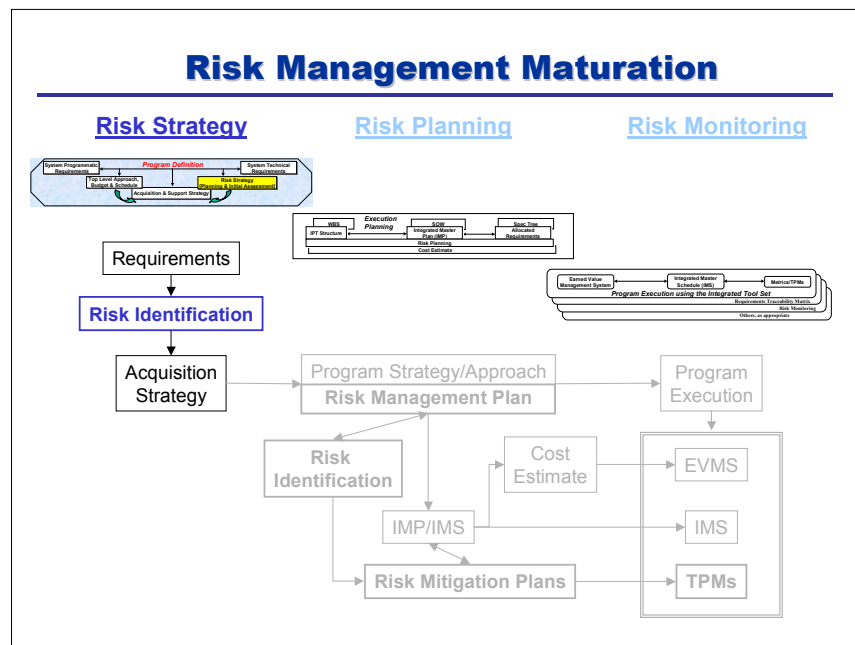 Risk Management Maturation
Risk Strategy
Risk Planning
Risk Monitoring
Program Definition
System Programmatic
Requirements
System Technical
Requirements
Top Level Approach,
Budget & Schedule
Risk Strategy
(Planning & Initial Assessment)
Acquisition & Support Strategy
Execution
Planning
WBS
SOW
Spec Tree
IPT Structure
Integrated Master
Plan (IMP)
Allocated
Requirements
Risk Planning
Cost Estimate
Earned Value
Management System
Integrated Master
Schedule (IMS)
Metrics/TPMs
Program Execution using the Integrated Tool Set
Requirements Traceability Matrix
Risk Monitoring
Others, as appropriate
Requirements
Risk Identification
Acquisition
Strategy
Program Strategy/Approach
Risk Management Plan
Program
Execution
Risk
Identification
Cost
Estimate
EVMS
IMP/IMS
IMS
Risk Mitigation Plans
TPMs